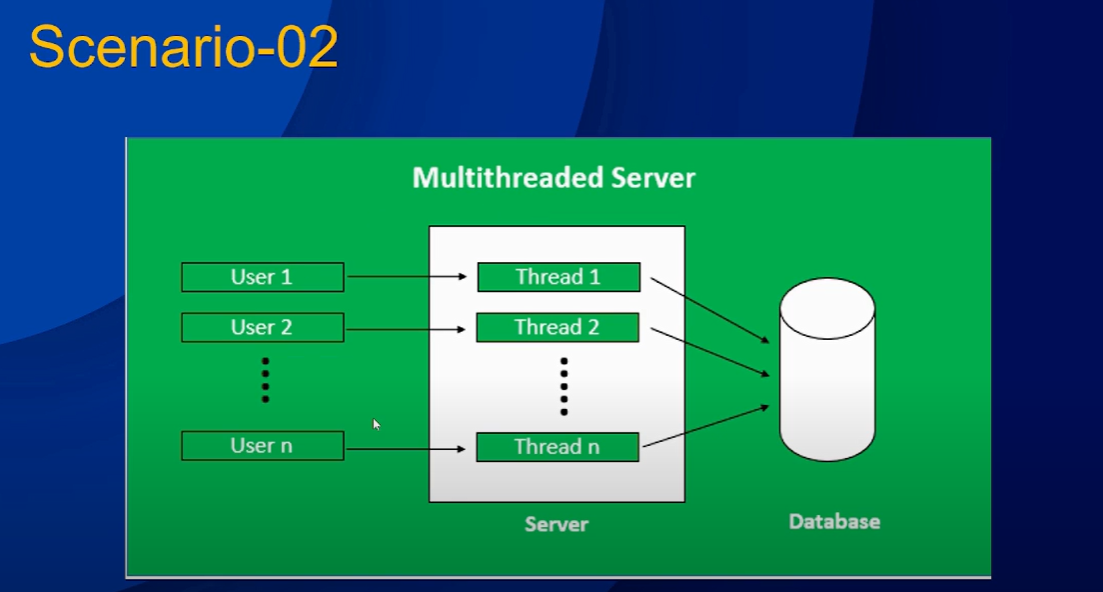 Scenario-02
Multithreaded Server
User 1
Thread 1
User 2
Thread 2
User n
Thread n
Server
Database